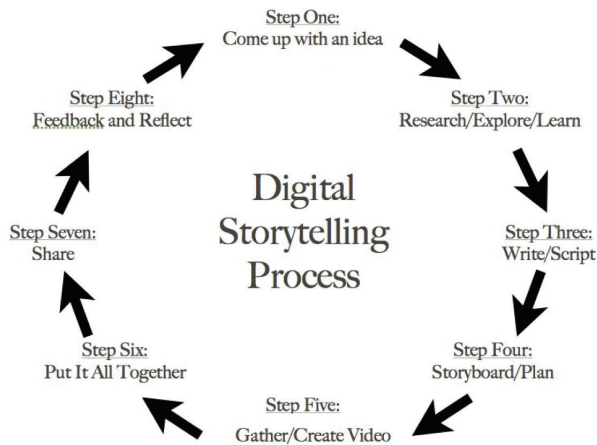 Step One:
Come up with an idea
Step Two:
Research/Explore/Learn
Step Three:
Write/Script
Step Four:
Storyboard/Plan
Step Five:
Gather/Create Video
Step Six:
Put It All Together
Step Seven:
Share
Step Eight:
Feedback and Reflect
Digital
Storytelling
Process